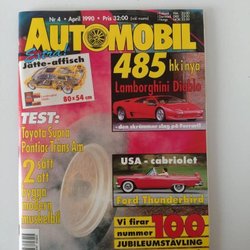 Nr 4 • April 1990 • Pris 32:00
AUTOMOBIL
Extra!
Jätte-affisch
80 x 54 cm
485 hk i nya
Lamborghini Diablo
- den skrämmer slag på Ferrari!
TEST:
Toyota Supra
Pontiac Trans Am
2 sätt
att
bygga
modern
muskelbil
USA - cabriolet
Ford Thunderbird
Vi firar
nummer
100
JUBILEUMSTÄVLING